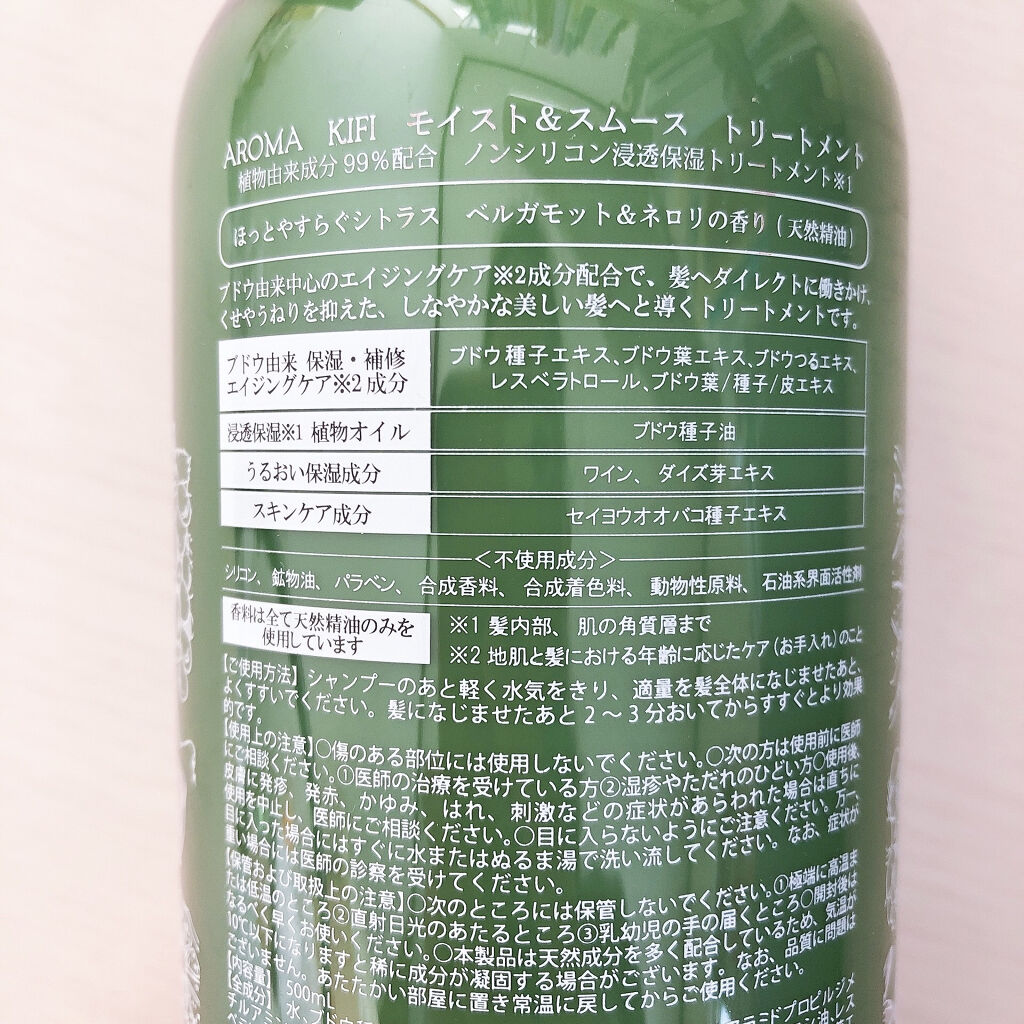 AROMA KIFI モイスト&スムース トリートメント
植物由来成分99%配合 ノンシリコン浸透保湿トリートメント※1
ほっとやすらぐシトラス ベルガモット&ネロリの香り(天然精油)
ブドウ由来中心のエイジングケア※2成分配合で、髪へダイレクトに働きかけ、
くせやうねりを抑えた、しなやかな美しい髪へと導くトリートメントです。
ブドウ由来 保湿・補修
エイジングケア※2成分
ブドウ種子エキス、ブドウ葉エキス、ブドウつるエキス、
レスベラトロール、ブドウ葉/種子/皮エキス
浸透保湿※1 植物オイル
ブドウ種子油
うるおい保湿成分
ワイン、ダイズ芽エキス
スキンケア成分
セイヨウオオバコ種子エキス
<不使用成分>
シリコン、鉱物油、パラベン、合成香料、合成着色料、動物性原料、石油系界面活性剤
香料は全て天然精油のみを
使用しています
※1 髪内部、肌の角質層まで
※2 地肌と髪における年齢に応じたケア(お手入れ)のこと
【ご使用方法】シャンプーのあと軽く水気をきり、適量を髪全体になじませたあと、
よくすすいでください。髪になじませたあと2〜3分おいてからすすぐとより効果
的です。
【使用上の注意】○傷のある部位には使用しないでください。○次の方は使用前に医師
にご相談ください。①医師の治療を受けている方②湿疹やただれのひどい方○使用後、
皮膚に発疹、発赤、かゆみ、はれ、刺激などの症状があらわれた場合は直ちに
使用を中止し、医師にご相談ください。○目に入らないようにご注意ください。万一
目に入った場合にはすぐに水またはぬるま湯で洗い流してください。なお、症状が
重い場合には医師の診察を受けてください。
【保管および取扱上の注意】○次のところには保管しないでください。①極端に高温ま
たは低温のところ②直射日光のあたるところ③乳幼児の手の届くところ○開封後は
なるべく早くお使いください。○本製品は天然成分を多く配合しているため、気温が
10℃以下になりますと稀に成分が凝固する場合がございます。なお、品質に問題は
ございません。あたたかい部屋に置き常温に戻してからご使用ください。
【内容量】500mL
【全成分】水、ブドウ種
ラミドプロピルジメ
チルアミ
ン油、レス